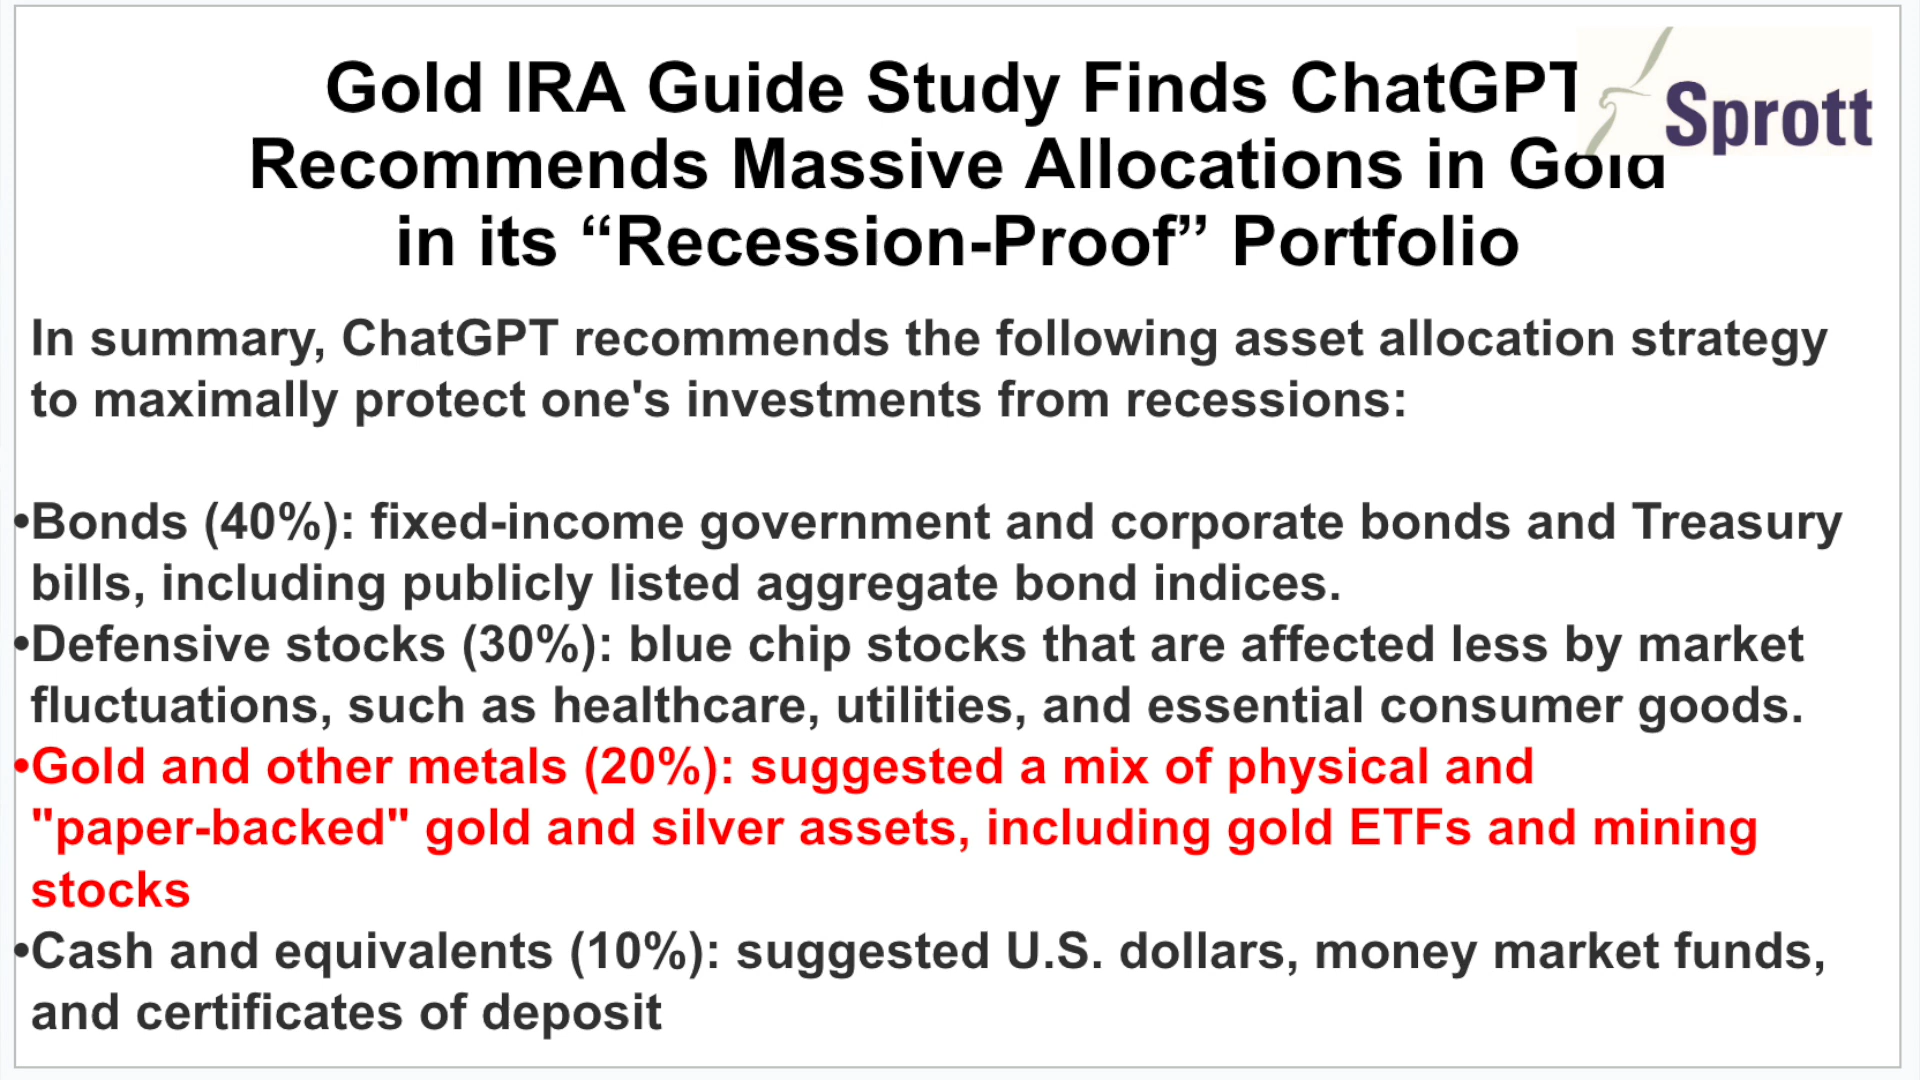 Gold IRA Guide Study Finds ChatGPT
Sprott
Recommends Massive Allocations in Gold
in its “Recession-Proof” Portfolio
In summary, ChatGPT recommends the following asset allocation strategy
to maximally protect one's investments from recessions:
•Bonds (40%): fixed-income government and corporate bonds and Treasury
bills, including publicly listed aggregate bond indices.
•Defensive stocks (30%): blue chip stocks that are affected less by market
fluctuations, such as healthcare, utilities, and essential consumer goods.
•Gold and other metals (20%): suggested a mix of physical and
"paper-backed" gold and silver assets, including gold ETFs and mining
stocks
•Cash and equivalents (10%): suggested U.S. dollars, money market funds,
and certificates of deposit